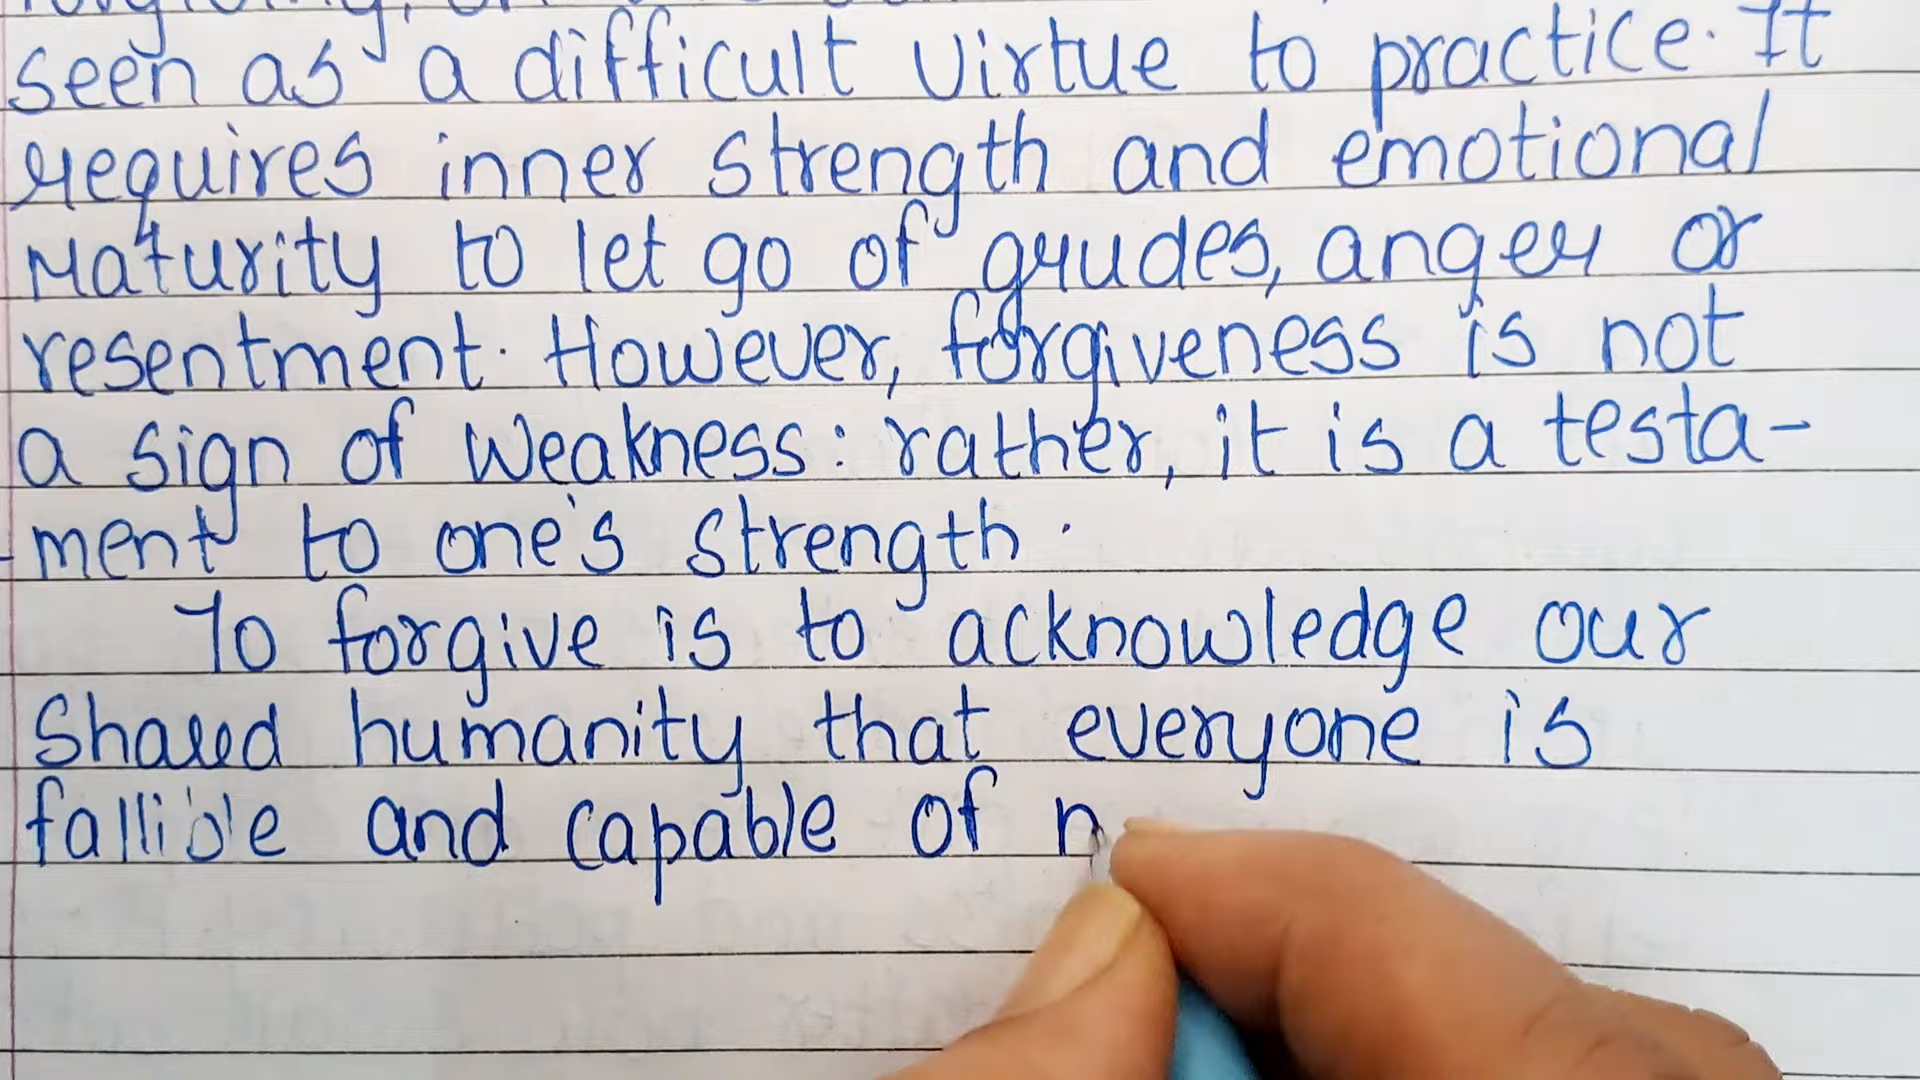 seen as a difficult virtue to practice. It
requires inner strength and emotional
Maturity to let go of grudes, anger or
resentment. However, forgiveness is not
a sign of weakness: rather, it is a testa-
-ment to one's strength.
To forgive is to acknowledge our
Shared humanity that everyone is
fallible and capable of